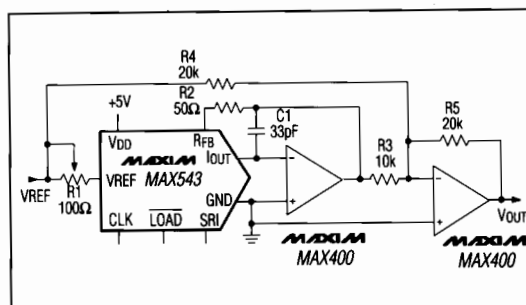 R4
20k
R2
50Ω
+5V
C1
33pF
R5
20k
VDD
RFB
MAXIM
MAX543
IOUT
R3
10k
VREF
R1
100Ω
VREF
GND
CLK
LOAD
SRI
VOUT
MAXIM
MAX400
MAXIM
MAX400